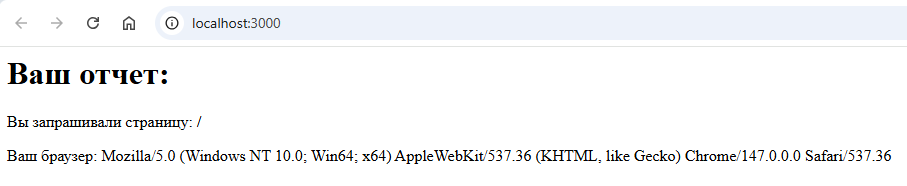 localhost:3000
Ваш отчет:
Вы запрашивали страницу: /
Ваш браузер: Mozilla/5.0 (Windows NT 10.0; Win64; x64) AppleWebKit/537.36 (KHTML, like Gecko) Chrome/147.0.0.0 Safari/537.36